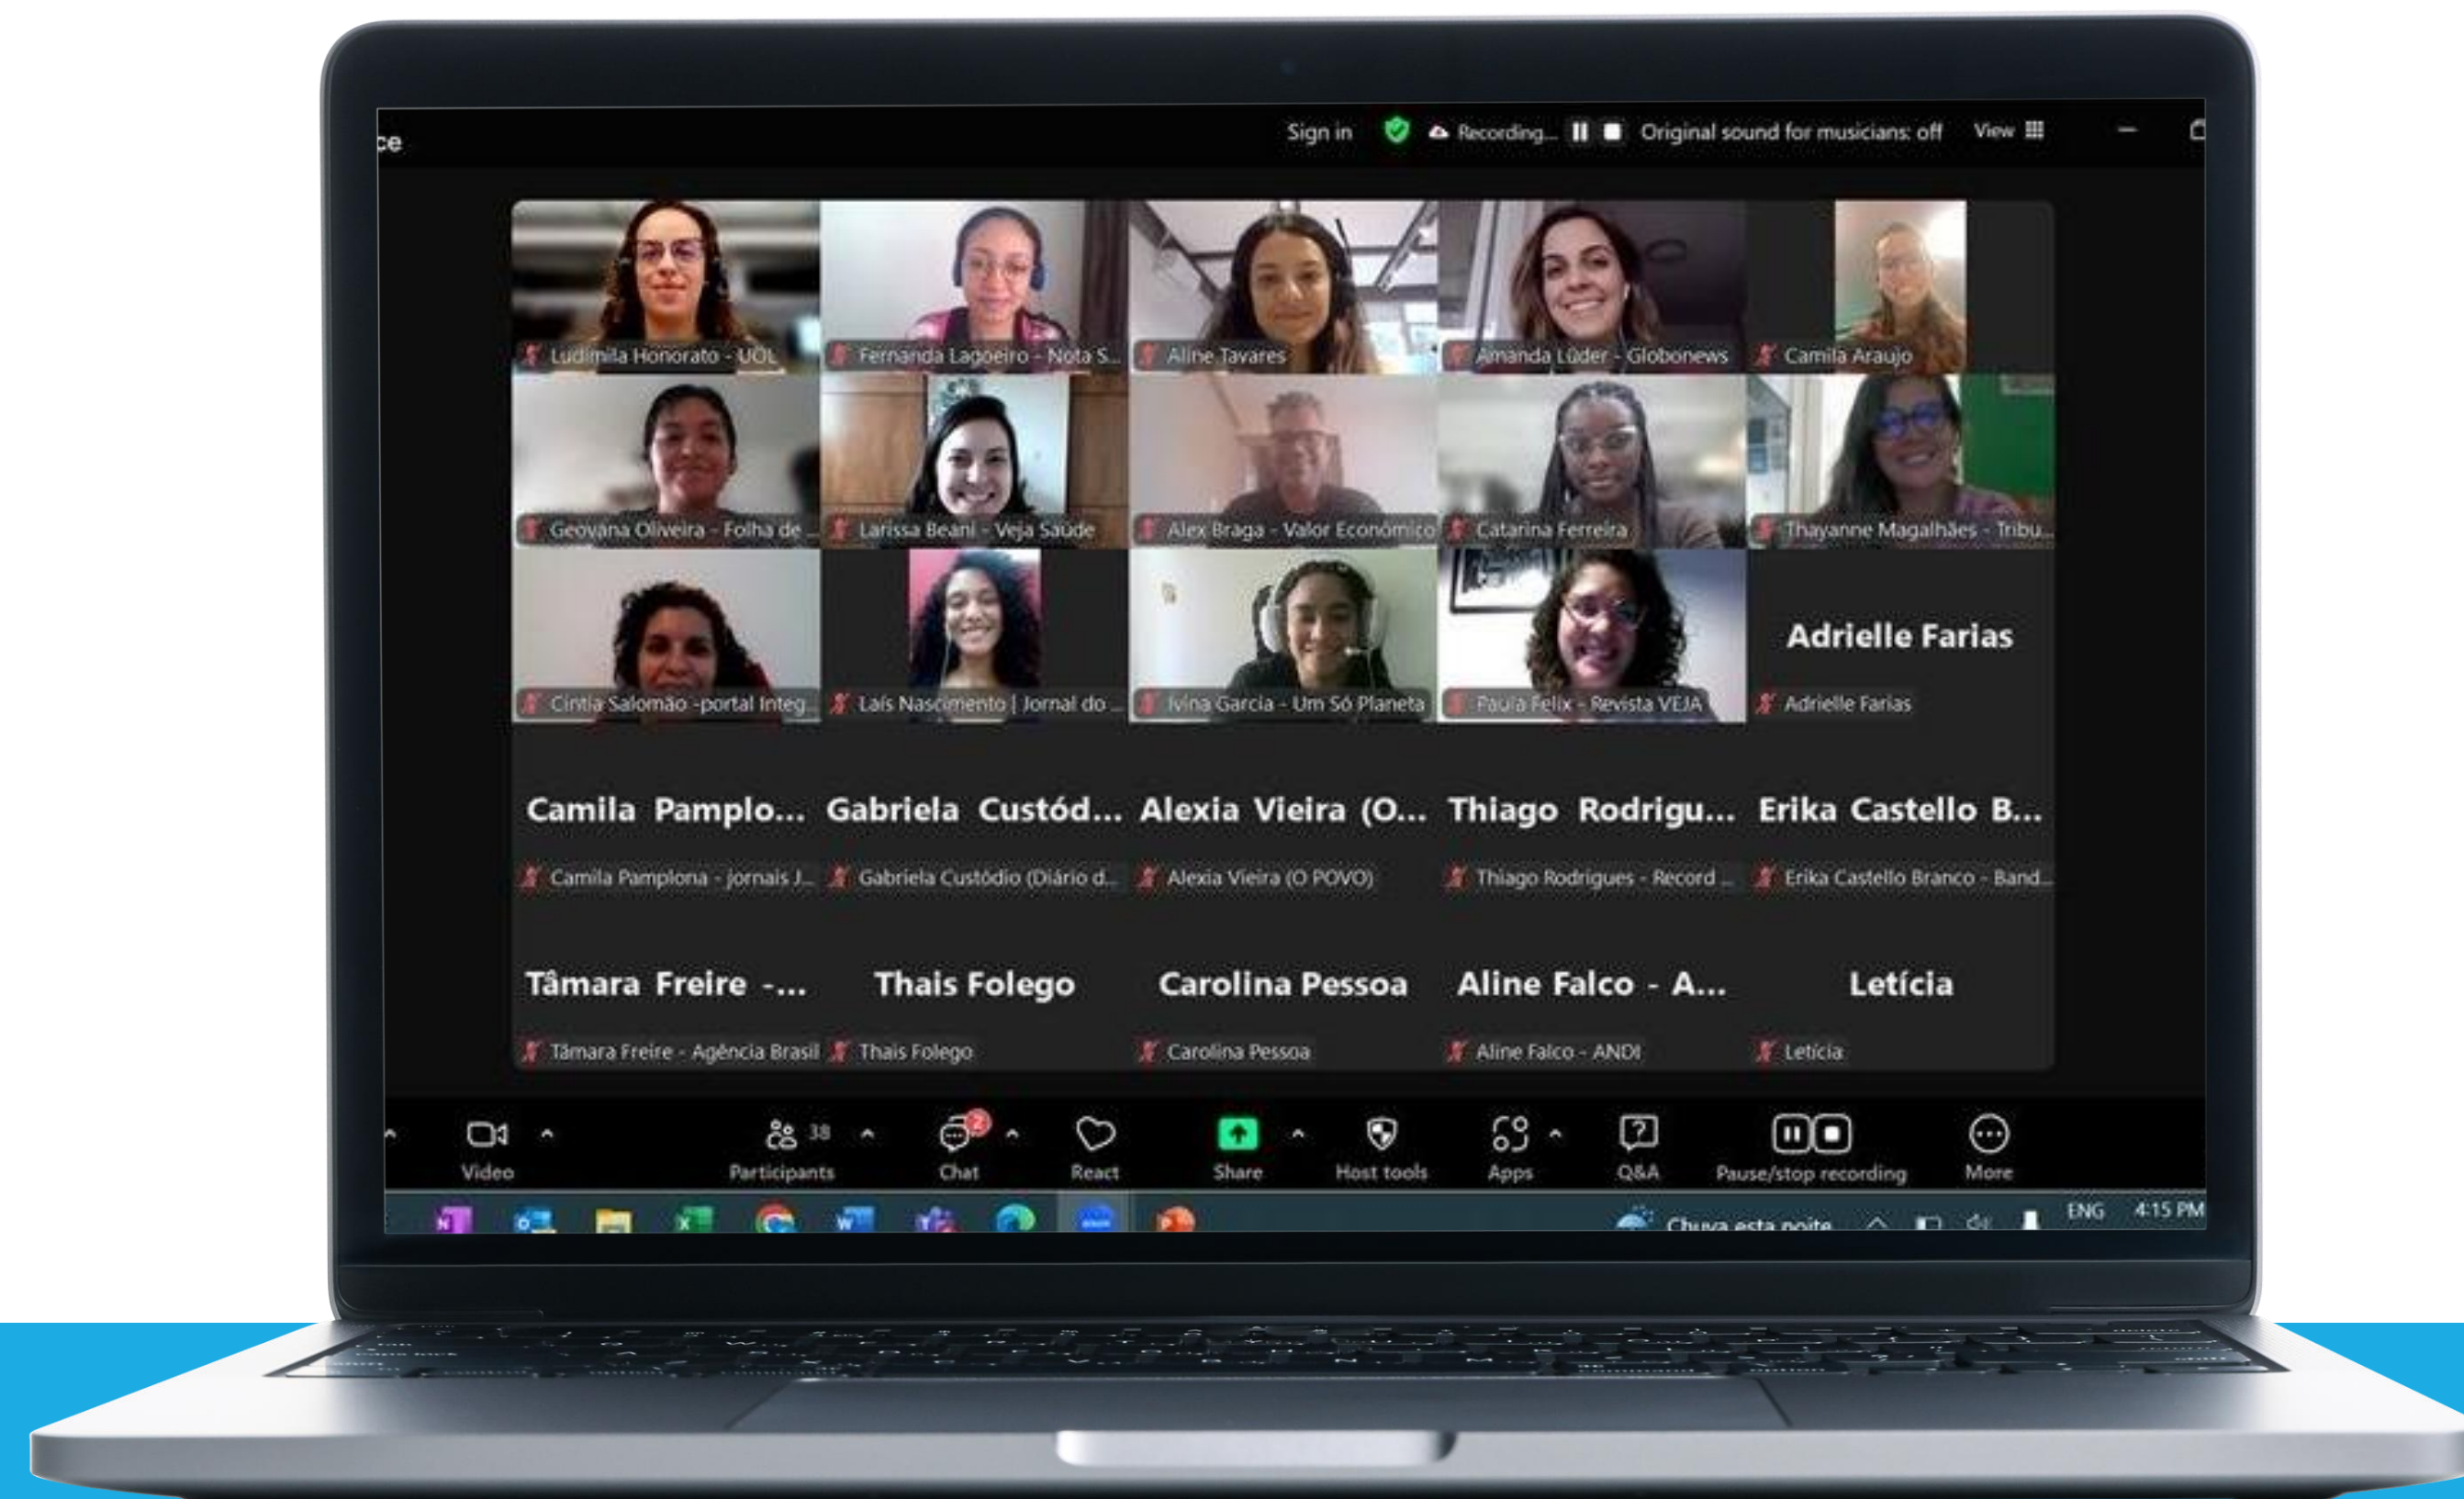 ce
Sign in Recording... Original sound for musicians: off View
Ludimila Honorato - UOL Fernanda Lagoeiro - Nota S... Aline Tavares Amanda Lüder - Globonews Camila Araujo
Geovana Oliveira - Folha de ... Larissa Beani - Veja Saúde Alex Braga - Valor Econômico Catarina Ferreira Thayanne Magalhães - Tribu...
Adrielle Farias
Cintia Salomão -portal Integ... Laís Nascimento | Jornal do ... Ivina Garcia - Um Só Planeta Paula Felix - Revista VEJA Adrielle Farias
Camila Pamplo... Gabriela Custód... Alexia Vieira (O... Thiago Rodrigu... Erika Castello B...
Camila Pamplona - jornais J... Gabriela Custódio (Diário d... Alexia Vieira (O POVO) Thiago Rodrigues - Record ... Erika Castello Branco - Band...
Tâmara Freire -... Thais Folego Carolina Pessoa Aline Falco - A... Letícia
Tâmara Freire - Agência Brasil Thais Folego Carolina Pessoa Aline Falco - ANDI Letícia
38 2
Video Participants Chat React Share Host tools Apps Q&A Pause/stop recording More
Chuva esta noite ENG 4:15 PM